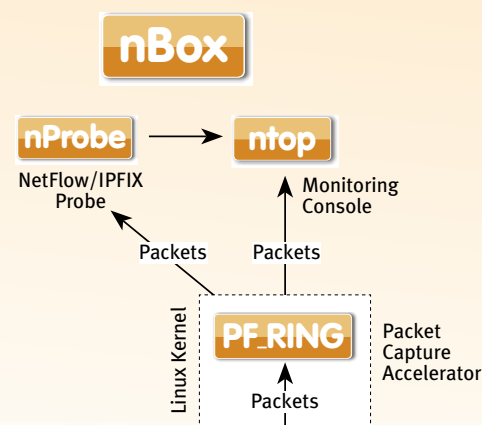 nBox
nProbe
ntop
NetFlow/IPFIX
Probe
Monitoring
Console
Packets
Packets
Linux Kernel
PF_RING
Packet
Capture
Accelerator
Packets